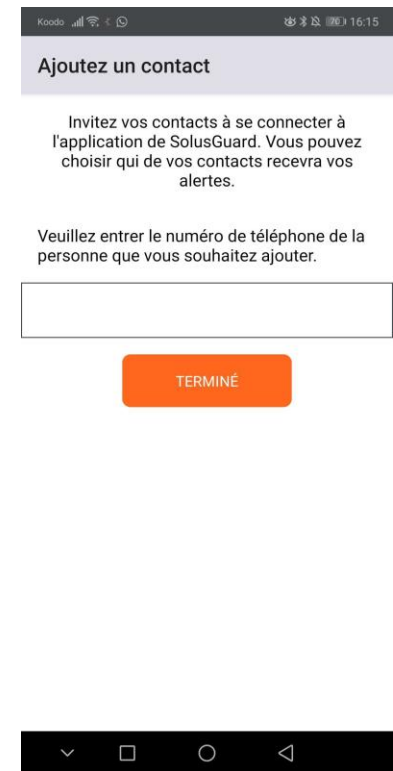 Koodo 70 16:15
Ajoutez un contact
Invitez vos contacts à se connecter à
l'application de SolusGuard. Vous pouvez
choisir qui de vos contacts recevra vos
alertes.
Veuillez entrer le numéro de téléphone de la
personne que vous souhaitez ajouter.
TERMINÉ